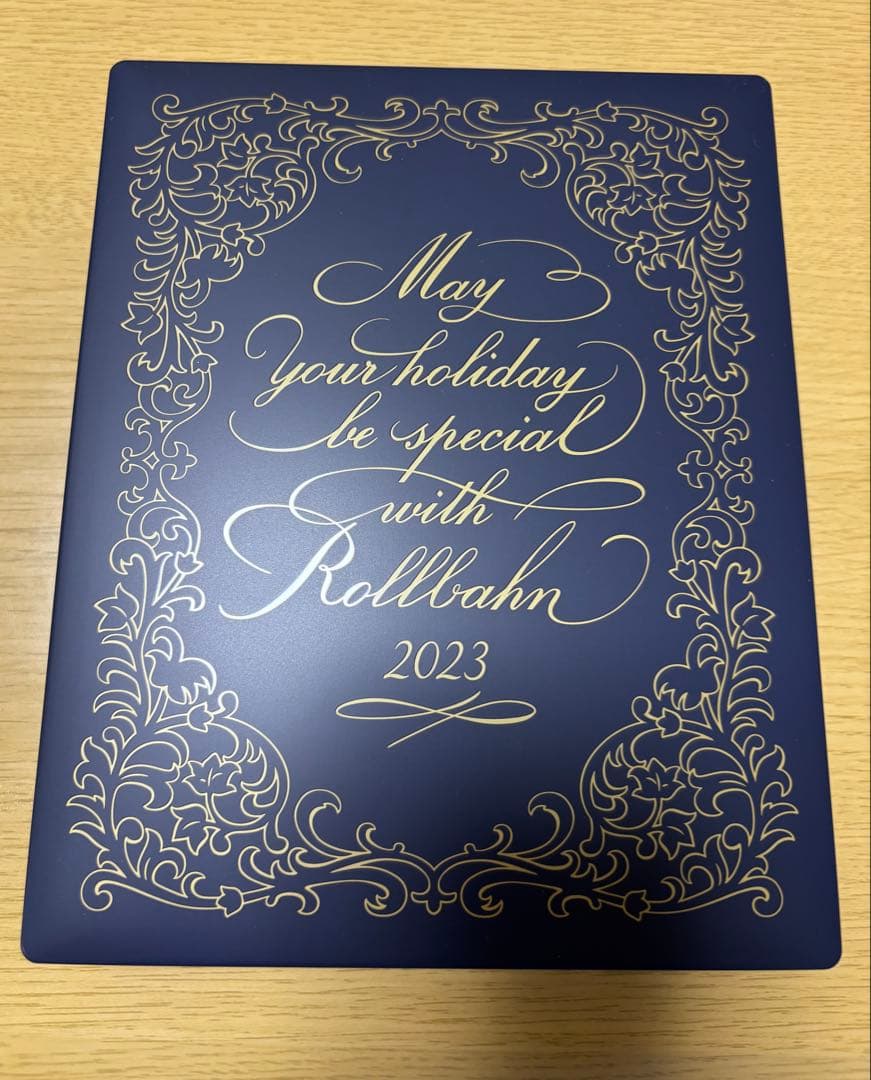 May
Your holiday
be special
with
Rollbahn
2023